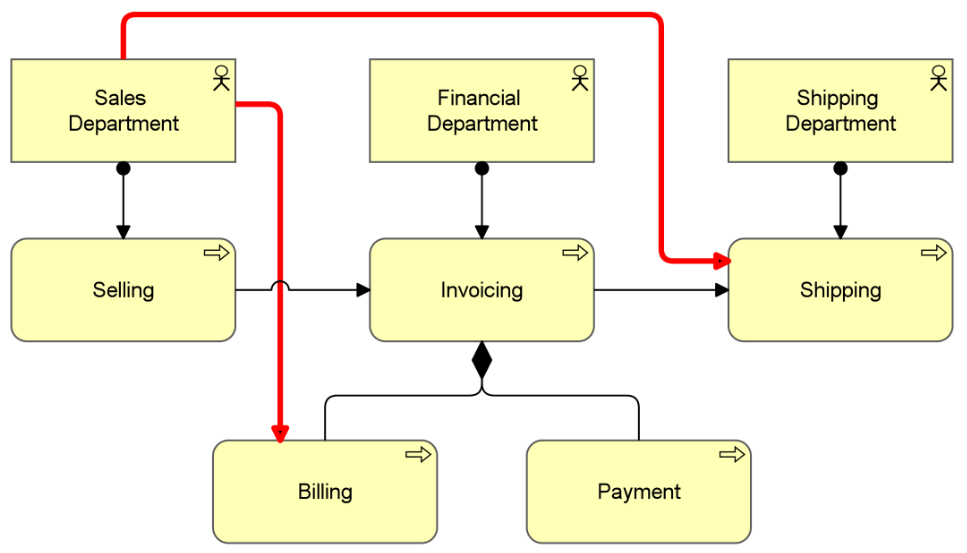 Sales
Department
Financial
Department
Shipping
Department
Selling
Invoicing
Shipping
Billing
Payment